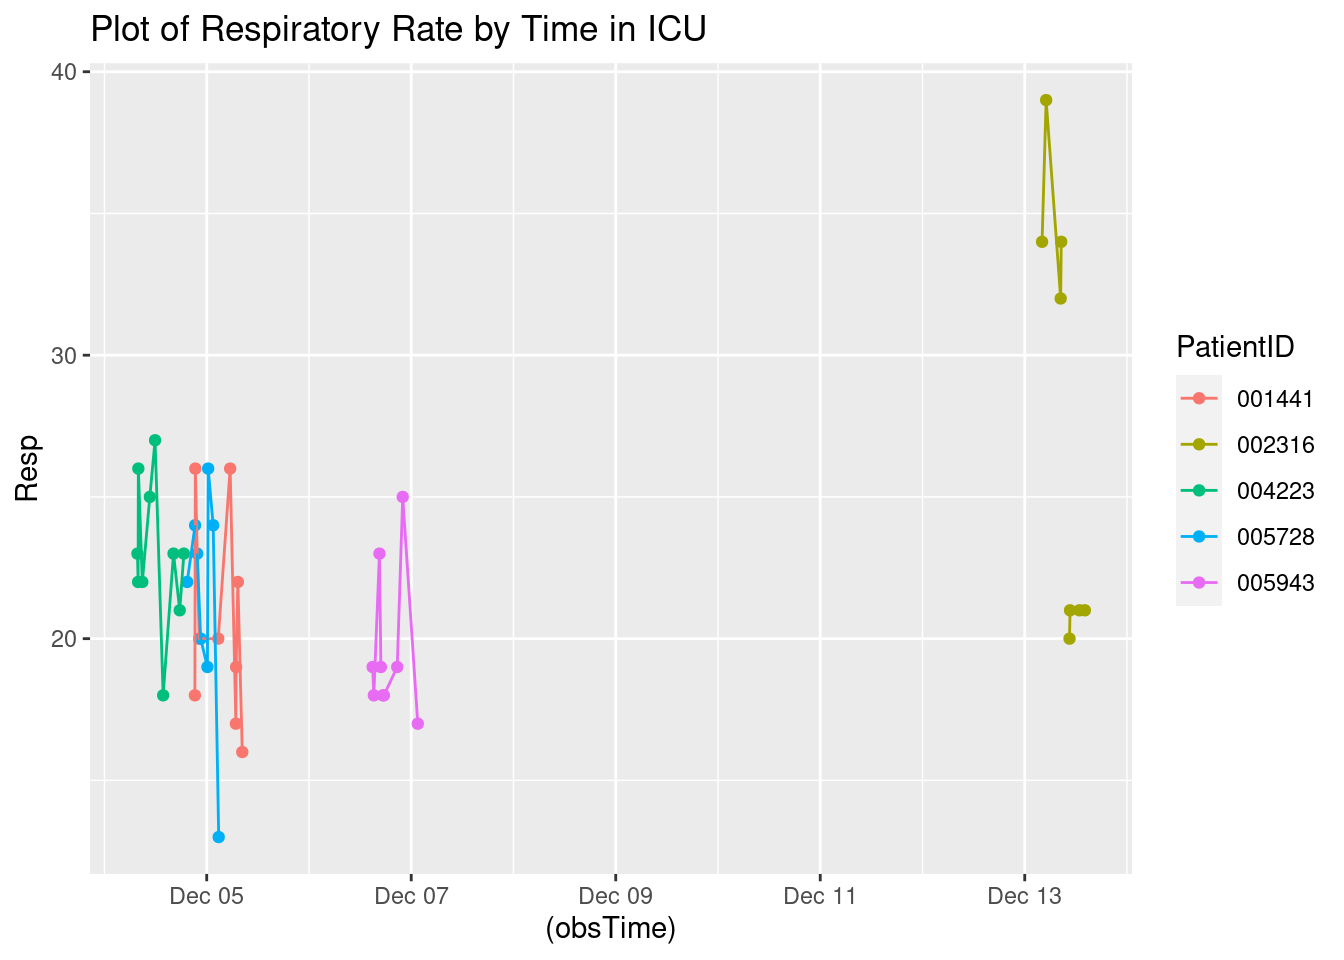 Plot of Respiratory Rate by Time in ICU
40
30
20
Resp
Dec 05
Dec 07
Dec 09
Dec 11
Dec 13
(obsTime)
PatientID
001441
002316
004223
005728
005943